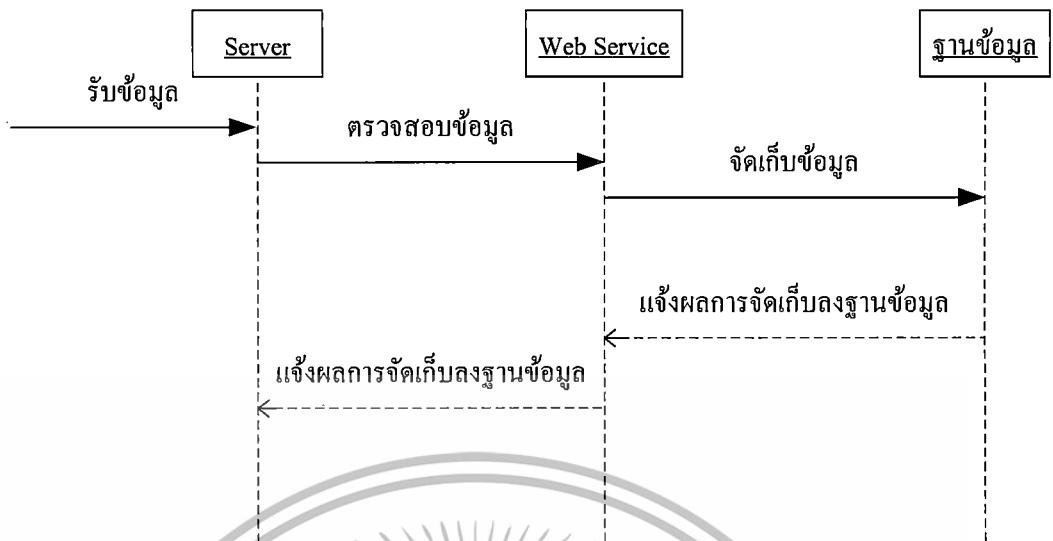 Server
Web Service
ฐานข้อมูล
รับข้อมูล
ตรวจสอบข้อมูล
จัดเก็บข้อมูล
แจ้งผลการจัดเก็บลงฐานข้อมูล
แจ้งผลการจัดเก็บลงฐานข้อมูล